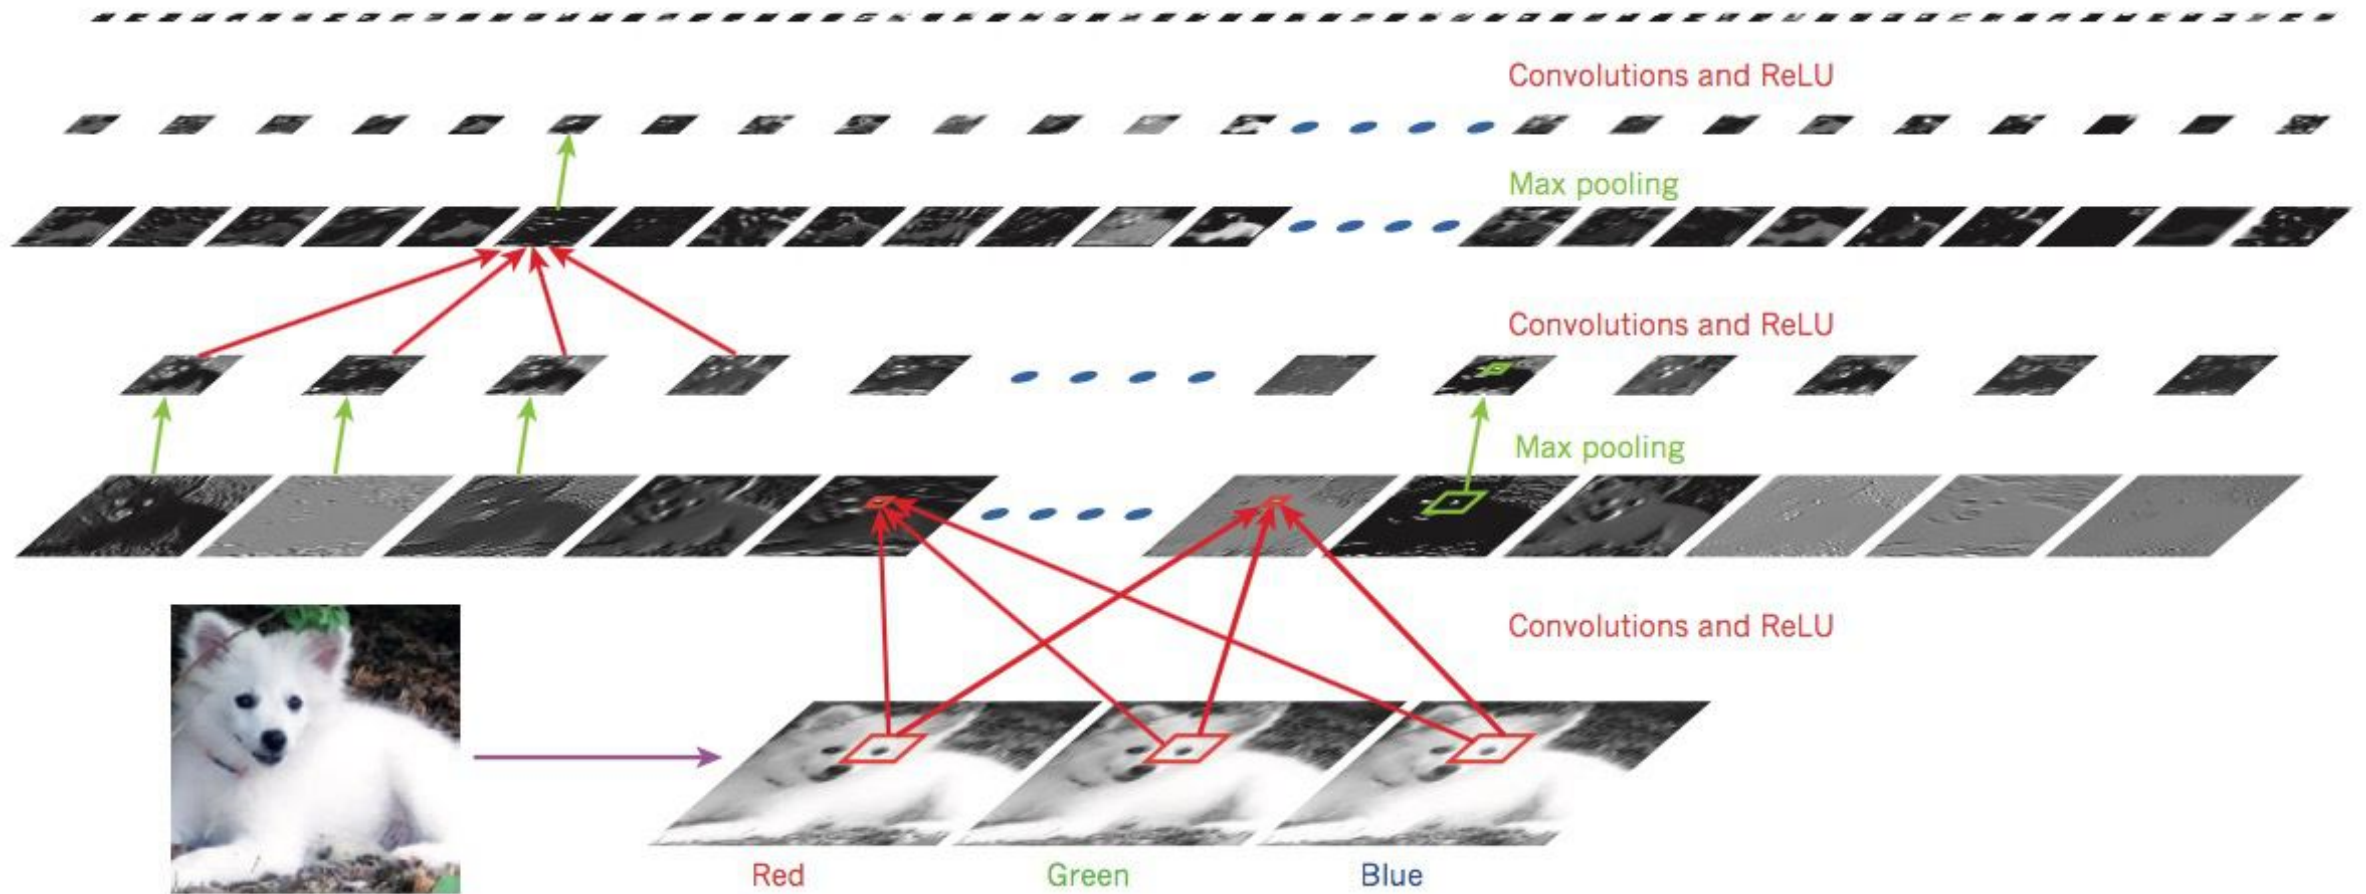 Convolutions and ReLU
Max pooling
Convolutions and ReLU
Max pooling
Convolutions and ReLU
Red
Green
Blue